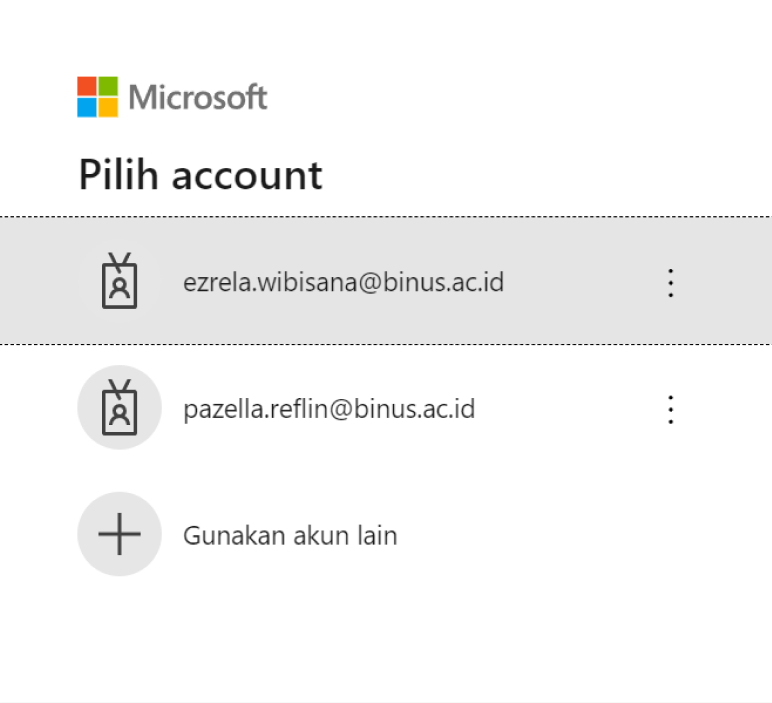 Microsoft
Pilih account
ezrela.wibisana@binus.ac.id
pazella.reflin@binus.ac.id
Gunakan akun lain